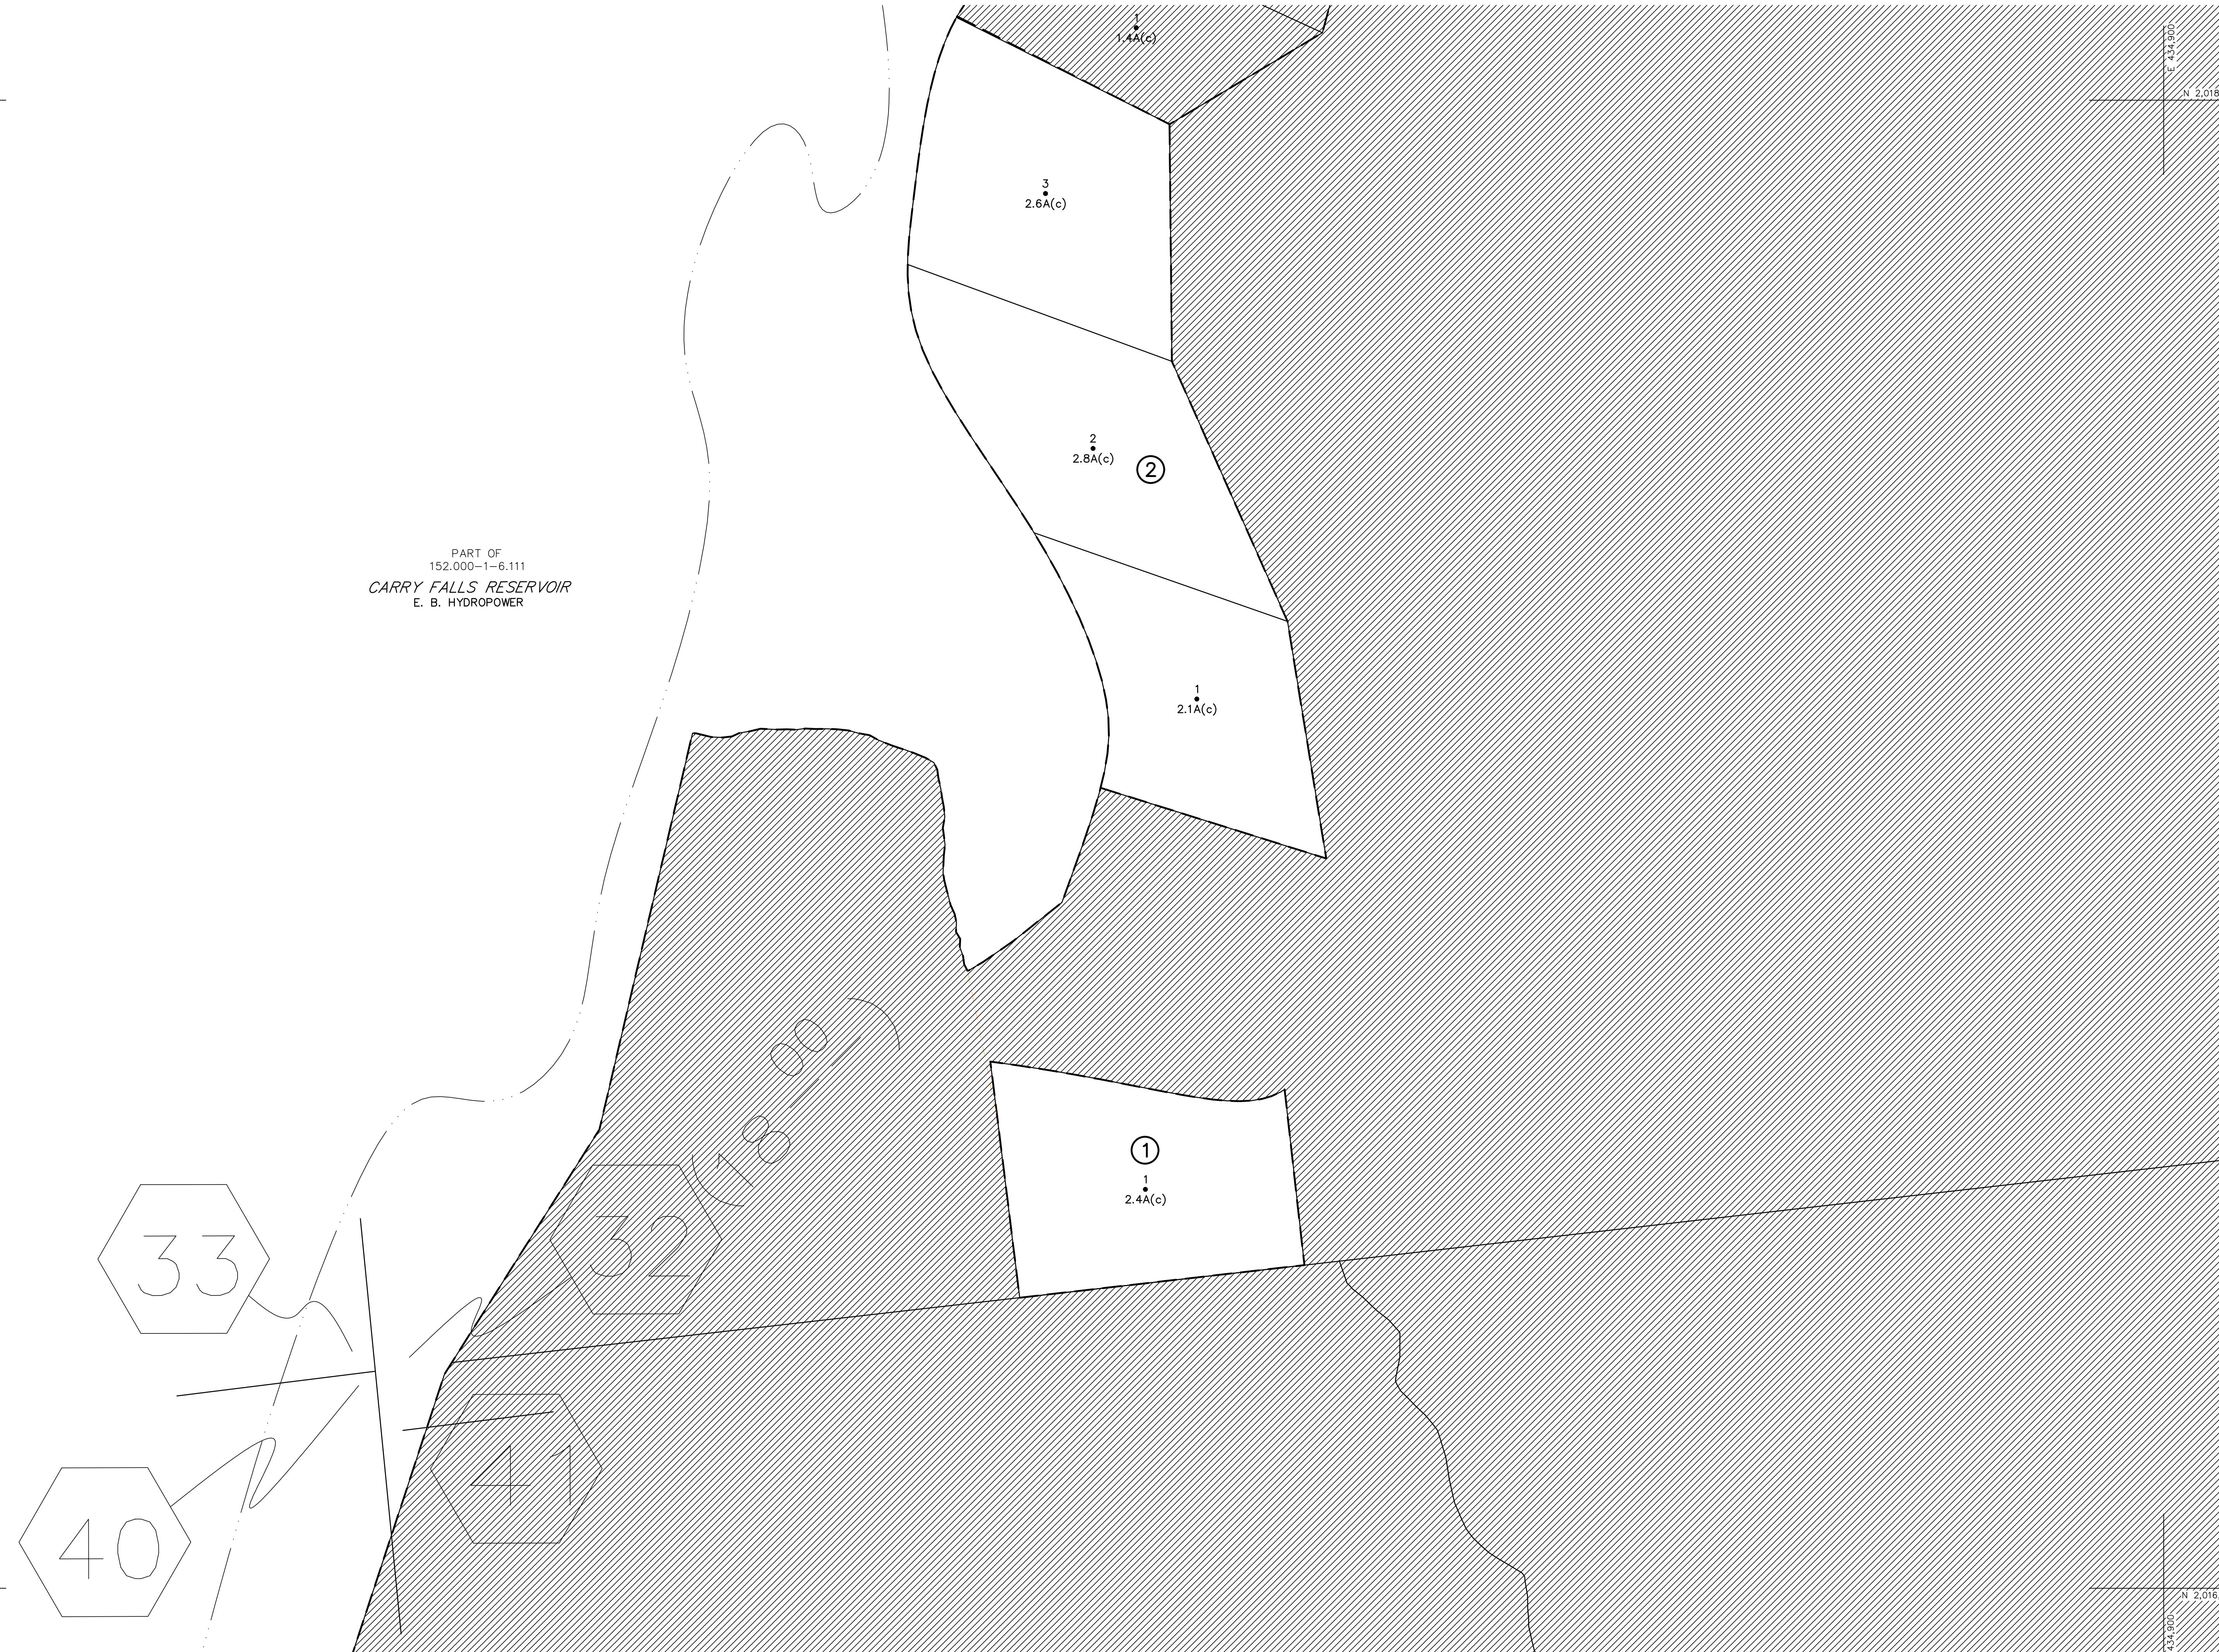 1
1.4A(c)
E 434,900
N 2,018
3
2.6A(c)
2
2.8A(c)
2
PART OF
152.000-1-6.111
CARRY FALLS RESERVOIR
E. B. HYDROPOWER
1
2.1A(c)
1
1
2.4A(c)
33
32
41
40
N 2,016
434,900